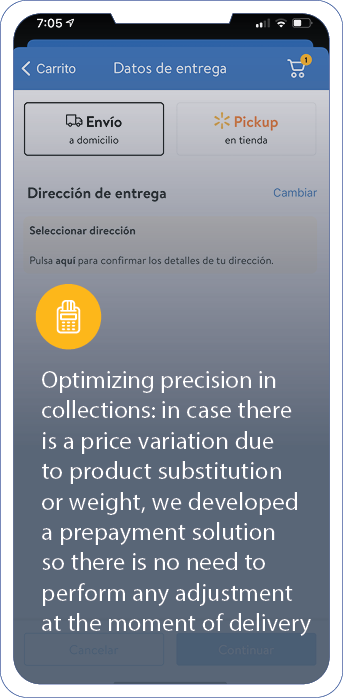 7:05
Carrito
Datos de entrega
1
Envío
a domicilio
Pickup
en tienda
Dirección de entrega
Cambiar
Seleccionar dirección
Pulsa aquí para confirmar los detalles de tu dirección.
Optimizing precision in
collections: in case there
is a price variation due
to product substitution
or weight, we developed
a prepayment solution
so there is no need to
perform any adjustment
at the moment of delivery
Cancelar
Continuar